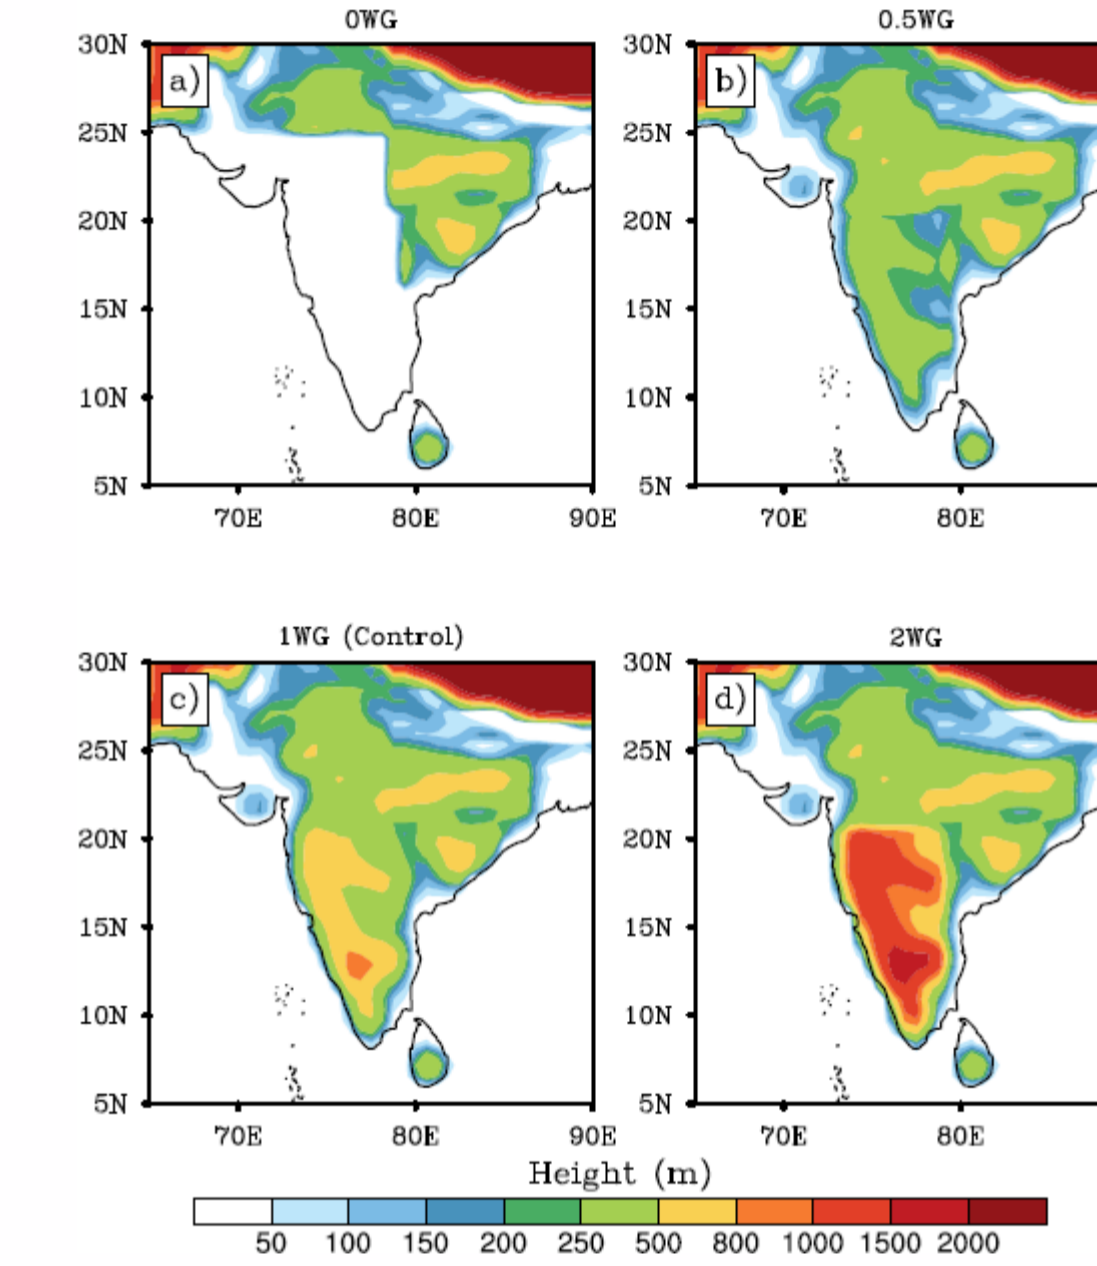 0WG
0.5WG
30N
a)
25N
20N
15N
10N
5N
70E
80E
90E
30N
b)
25N
20N
15N
10N
5N
70E
80E
1WG (Control)
2WG
30N
c)
25N
20N
15N
10N
5N
70E
80E
90E
30N
d)
25N
20N
15N
10N
5N
70E
80E
Height (m)
50 100 150 200 250 500 800 1000 1500 2000